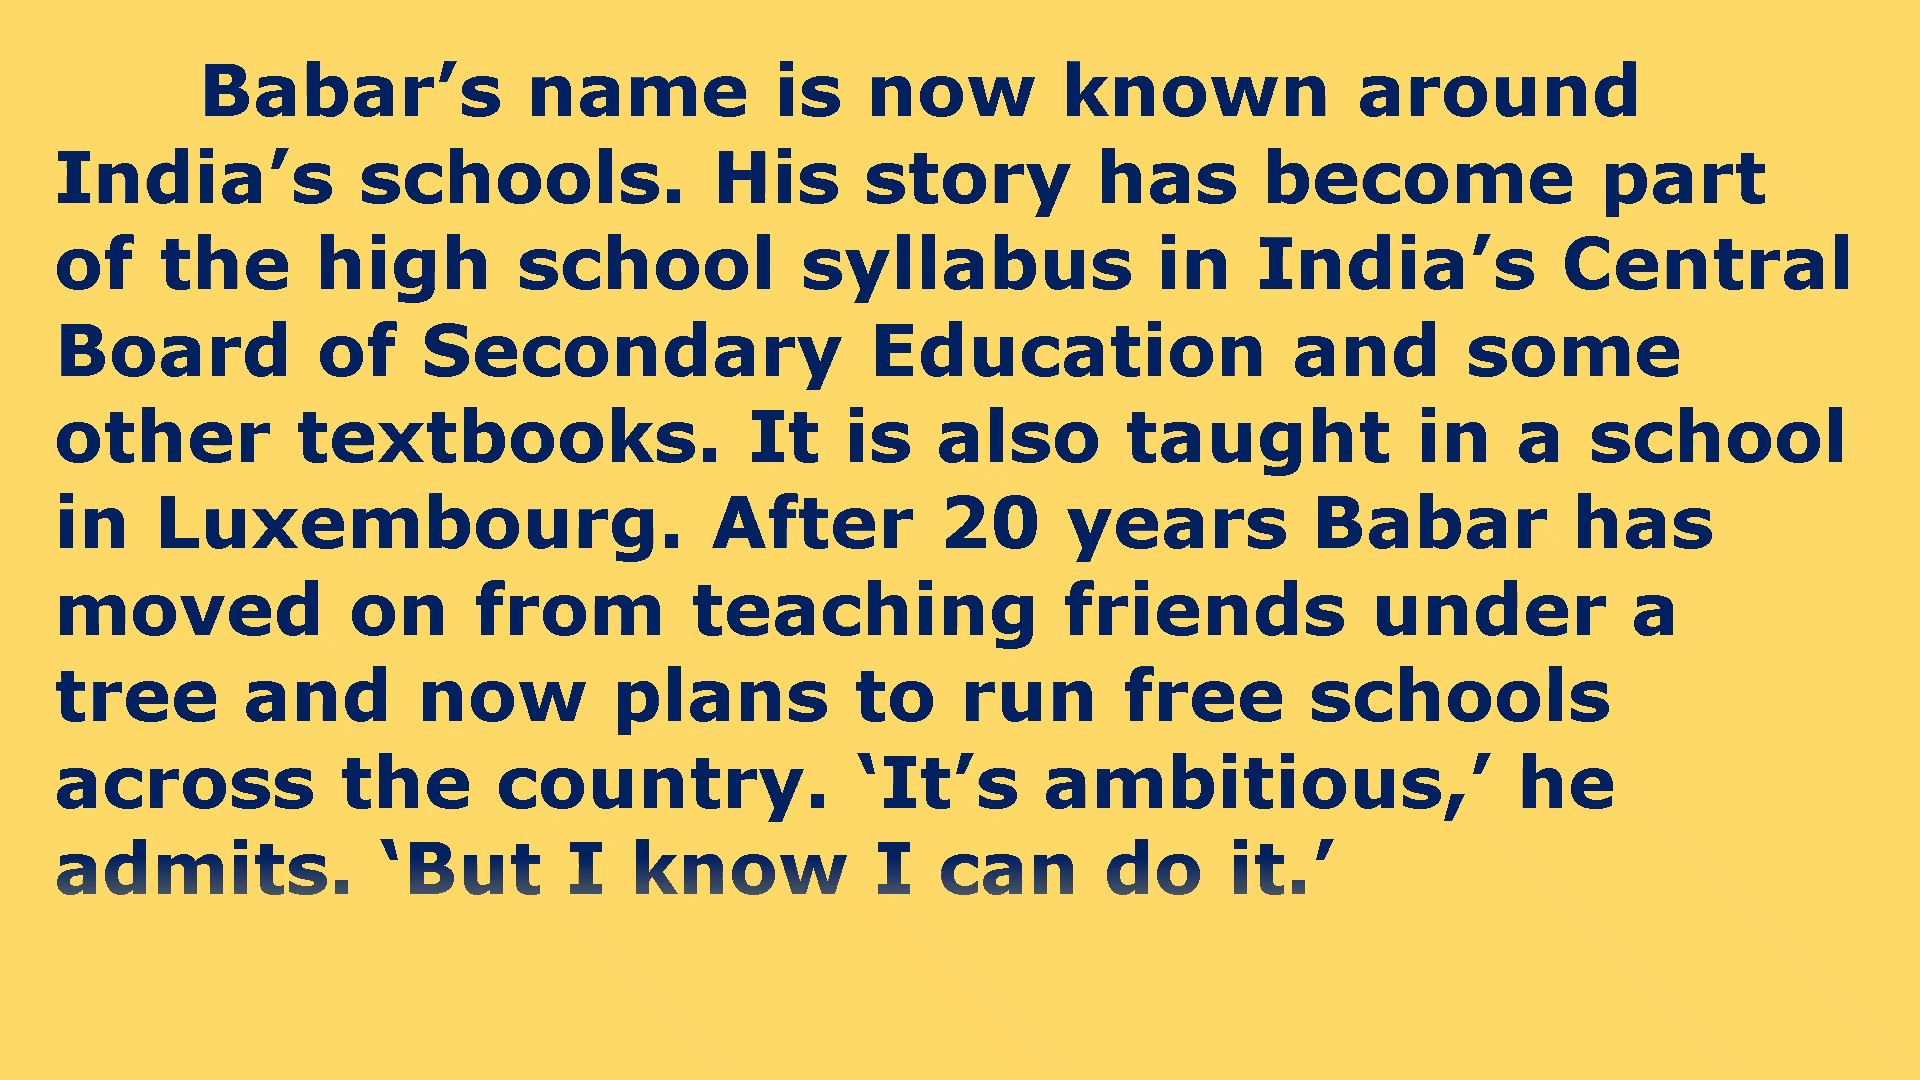 Babar’s name is now known around
India’s schools. His story has become part
of the high school syllabus in India’s Central
Board of Secondary Education and some
other textbooks. It is also taught in a school
in Luxembourg. After 20 years Babar has
moved on from teaching friends under a
tree and now plans to run free schools
across the country. ‘It’s ambitious,’ he
admits. ‘But I know I can do it.’